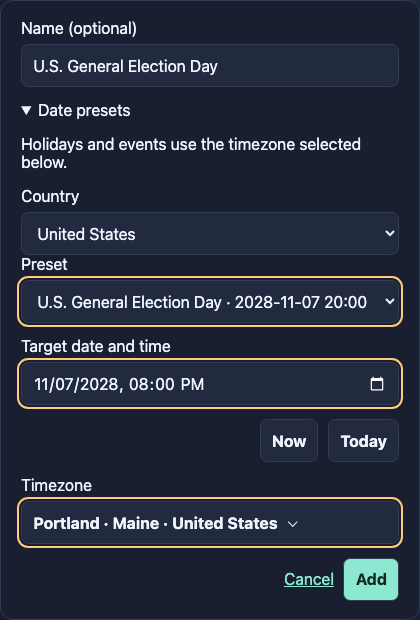 Name (optional)
U.S. General Election Day
▼ Date presets
Holidays and events use the timezone selected
below.
Country
United States
Preset
U.S. General Election Day · 2028-11-07 20:00
Target date and time
11/07/2028, 08:00 PM
Now Today
Timezone
Portland · Maine · United States
Cancel Add